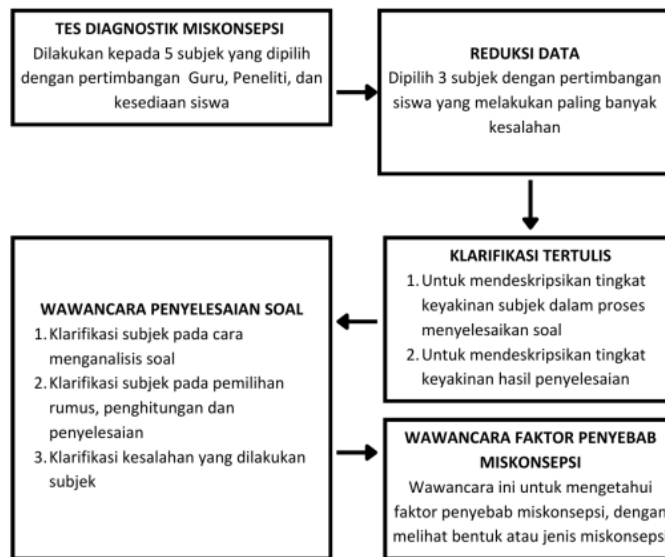 TES DIAGNOSTIK MISKONSEPSI
Dilakukan kepada 5 subjek yang dipilih
dengan pertimbangan Guru, Peneliti, dan
kesediaan siswa
REDUKSI DATA
Dipilih 3 subjek dengan pertimbangan
siswa yang melakukan paling banyak
kesalahan
KLARIFIKASI TERTULIS
1. Untuk mendeskripsikan tingkat
keyakinan subjek dalam proses
menyelesaikan soal
2. Untuk mendeskripsikan tingkat
keyakinan hasil penyelesaian
WAWANCARA PENYELESAIAN SOAL
1. Klarifikasi subjek pada cara
menganalisis soal
2. Klarifikasi subjek pada pemilihan
rumus, penghitungan dan
penyelesaian
3. Klarifikasi kesalahan yang dilakukan
subjek
WAWANCARA FAKTOR PENYEBAB
MISKONSEPSI
Wawancara ini untuk mengetahui
faktor penyebab miskonsepsi, dengan
melihat bentuk atau jenis miskonsepsi